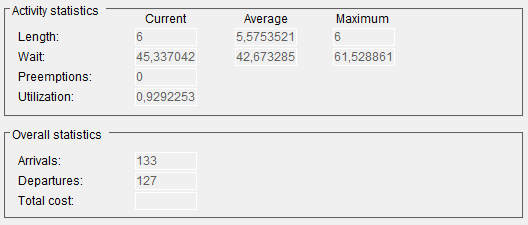 Activity statistics
Current Average Maximum
Length: 6 5,5753521 6
Wait: 45,337042 42,673285 61,528861
Preemptions: 0
Utilization: 0,9292253
Overall statistics
Arrivals: 133
Departures: 127
Total cost: